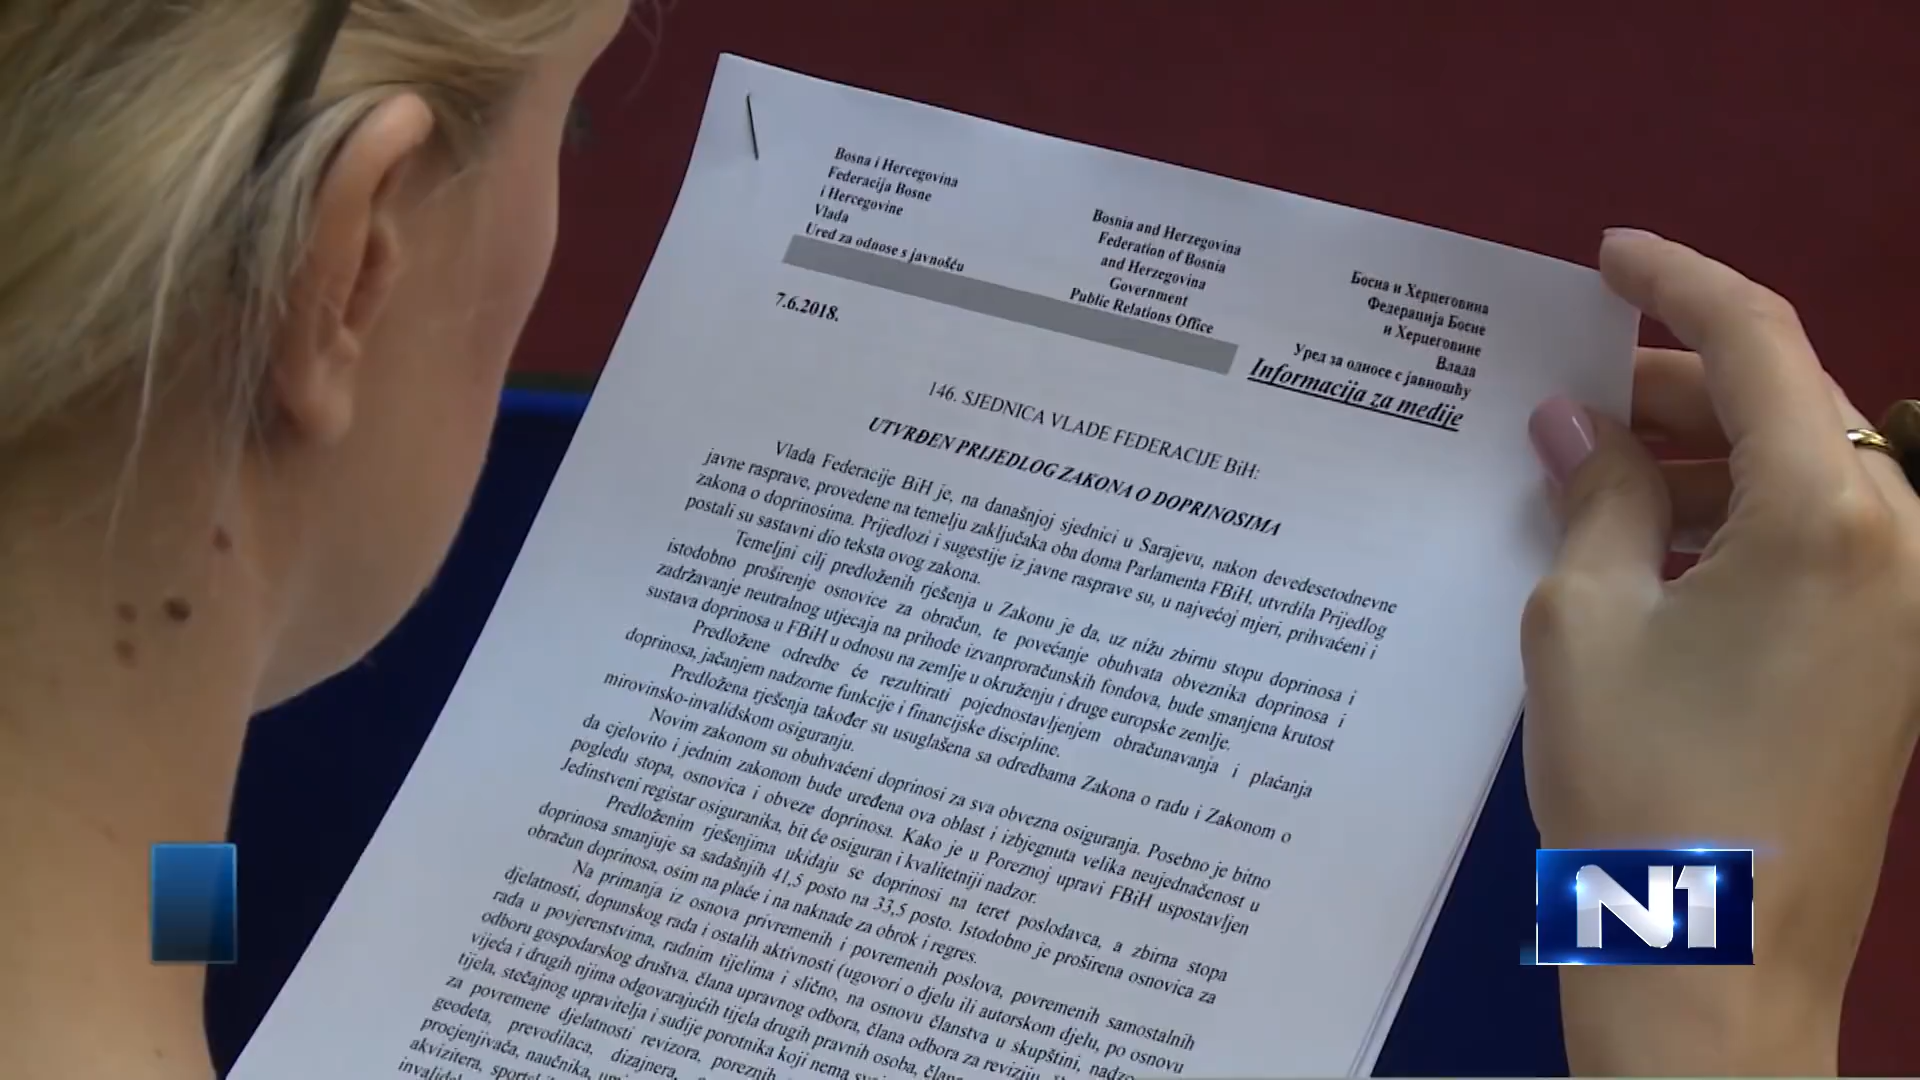 Bosna i Hercegovina
Federacija Bosne
i Hercegovine
Vlada
Ured za odnose s javnošću
Bosnia and Herzegovina
Federation of Bosnia
and Herzegovina
Government
Public Relations Office
Босна и Херцеговина
Федерација Босне
и Херцеговине
Влада
Уред за односе с јавношћу
7.6.2018.
Informacija za medije
146. SJEDNICA VLADE FEDERACIJE BiH:
UTVRĐEN PRIJEDLOG ZAKONA O DOPRINOSIMA
Vlada Federacije BiH je, na današnjoj sjednici u Sarajevu, nakon devedesetodnevne
javne rasprave, provedene na temelju zaključaka oba doma Parlamenta FBiH, utvrdila Prijedlog
zakona o doprinosima. Prijedlozi i sugestije iz javne rasprave su, u najvećoj mjeri, prihvaćeni i
postali su sastavni dio teksta ovog zakona.
Temeljni cilj predloženih rješenja u Zakonu je da, uz nižu zbirnu stopu doprinosa i
istodobno proširenje osnovice za obračun, te povećanje obuhvata obveznika doprinosa i
zadržavanje neutralnog utjecaja na prihode izvanproračunskih fondova, bude smanjena krutost
sustava doprinosa u FBiH u odnosu na zemlje u okruženju i druge europske zemlje.
Predložene odredbe će rezultirati pojednostavljenjem obračunavanja i plaćanja
doprinosa, jačanjem nadzorne funkcije i financijske discipline.
Predložena rješenja također su usuglašena sa odredbama Zakona o radu i Zakonom o
mirovinsko-invalidskom osiguranju.
Novim zakonom su obuhvaćeni doprinosi za sva obvezna osiguranja. Posebno je bitno
da cjelovito i jednim zakonom bude uređena ova oblast i izbjegnuta velika neujednačenost u
pogledu stopa, osnovica i obveze doprinosa. Kako je u Poreznoj upravi FBiH uspostavljen
Jedinstveni registar osiguranika, bit će osiguran i kvalitetniji nadzor.
Predloženim rješenjima ukidaju se doprinosi na teret poslodavca, a zbirna stopa
doprinosa smanjuje sa sadašnjih 41,5 posto na 33,5 posto. Istodobno je proširena osnovica za
obračun doprinosa, osim na plaće i na naknade za obrok i regres.
Na primanja iz osnova privremenih i povremenih poslova, povremenih samostalnih
djelatnosti, dopunskog rada i ostalih aktivnosti (ugovori o djelu ili autorskom djelu, po osnovu
rada u povjerenstvima, radnim tijelima i slično, na osnovu članstva u skupštini, nadzo
odboru gospodarskog društva, člana upravnog odbora, člana odbora za reviziju,
vijeća i drugih njima odgovarajućih tijela drugih pravnih osoba,
tijela, stečajnog upravitelja i sudije porotnika koji nema
za povremene djelatnosti revizora, poreznih
geodeta, prevodilaca, dizajnera,
procjenjivača, naučnika,
akvizitera,
N1